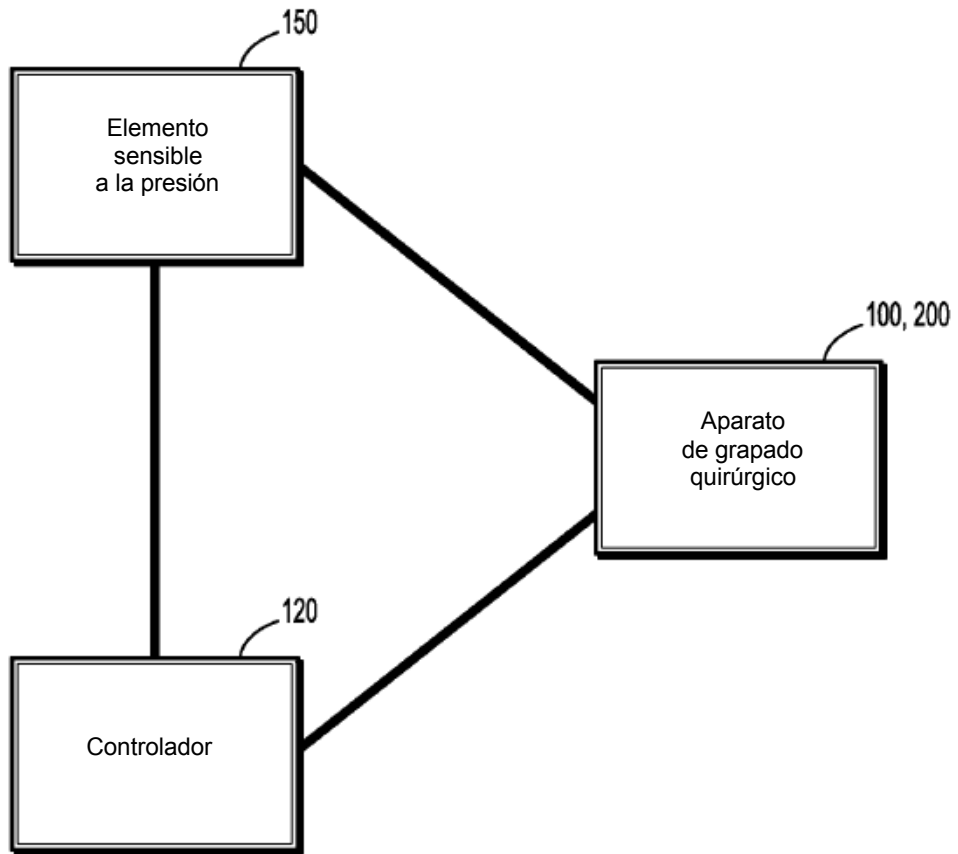 150
Elemento
sensible
a la presión
100, 200
Aparato
de grapado
quirúrgico
120
Controlador